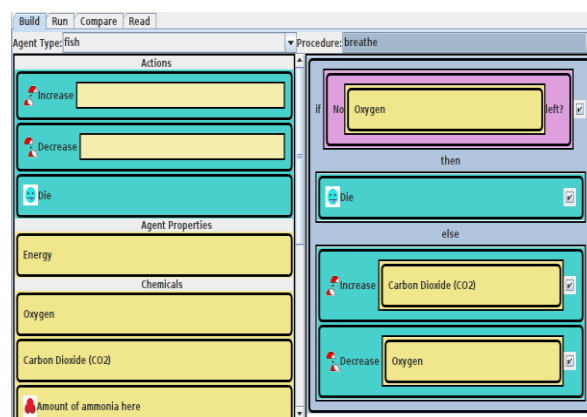 Build Run Compare Read
Agent Type: fish Procedure: breathe
Actions
Increase
Decrease
Die
Agent Properties
Energy
Chemicals
Oxygen
Carbon Dioxide (CO2)
Amount of ammonia here
if No Oxygen left?
then
Die
else
Increase Carbon Dioxide (CO2)
Decrease Oxygen